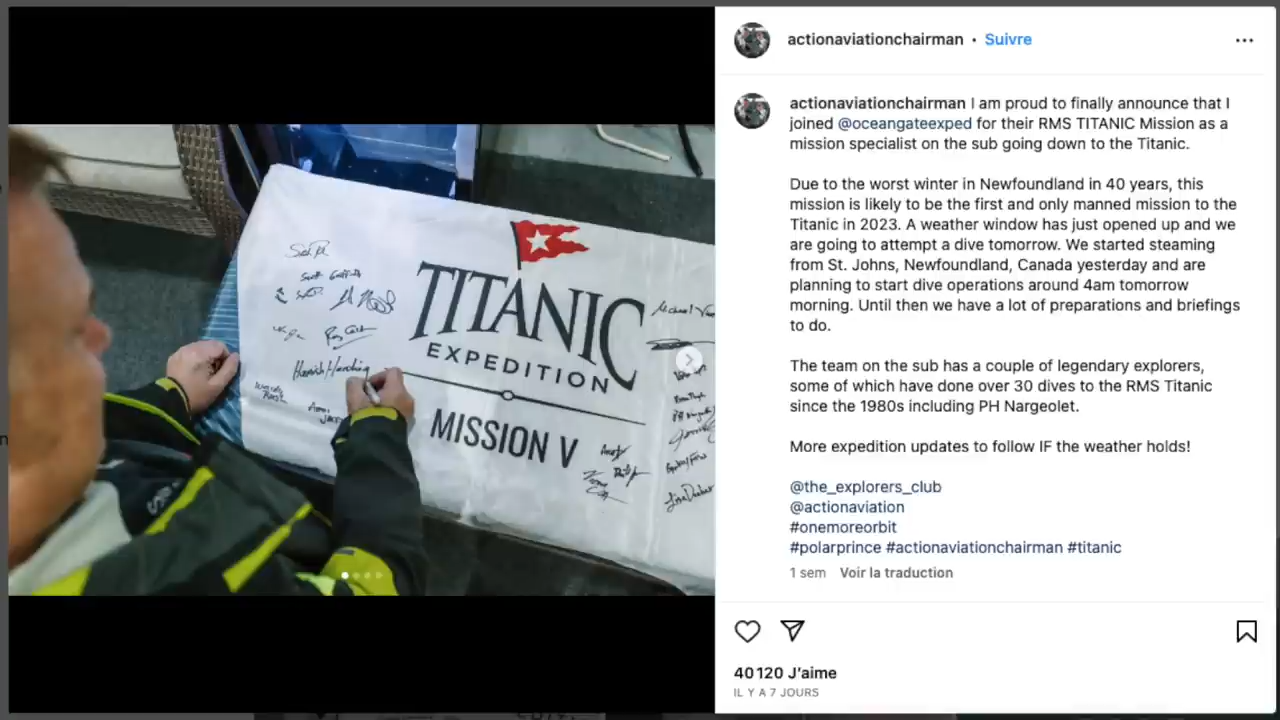 actionaviationchairman • Suivre
actionaviationchairman I am proud to finally announce that I
joined @oceangateexped for their RMS TITANIC Mission as a
mission specialist on the sub going down to the Titanic.
Due to the worst winter in Newfoundland in 40 years, this
mission is likely to be the first and only manned mission to the
Titanic in 2023. A weather window has just opened up and we
are going to attempt a dive tomorrow. We started steaming
from St. Johns, Newfoundland, Canada yesterday and are
planning to start dive operations around 4am tomorrow
morning. Until then we have a lot of preparations and briefings
to do.
The team on the sub has a couple of legendary explorers,
some of which have done over 30 dives to the RMS Titanic
since the 1980s including PH Nargeolet.
More expedition updates to follow IF the weather holds!
@the_explorers_club
@actionaviation
#onemoreorbit
#polarprince #actionaviationchairman #titanic
1 sem Voir la traduction
40 120 J'aime
IL Y A 7 JOURS
TITANIC
EXPEDITION
MISSION V
Hamish Harding